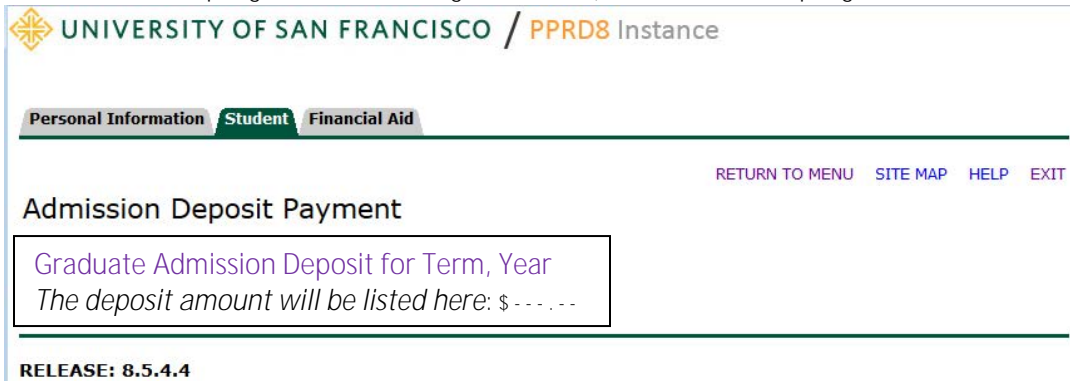 UNIVERSITY OF SAN FRANCISCO / PPRD8 Instance
Personal Information Student Financial Aid
RETURN TO MENU SITE MAP HELP EXIT
Admission Deposit Payment
Graduate Admission Deposit for Term, Year
The deposit amount will be listed here: $ - - - . - -
RELEASE: 8.5.4.4